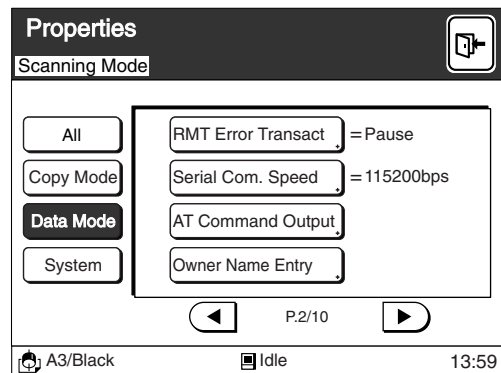 Properties
Scanning Mode
All
RMT Error Transact =Pause
Copy Mode
Serial Com. Speed =115200bps
Data Mode
AT Command Output
System
Owner Name Entry
P.2/10
A3/Black
Idle
13:59